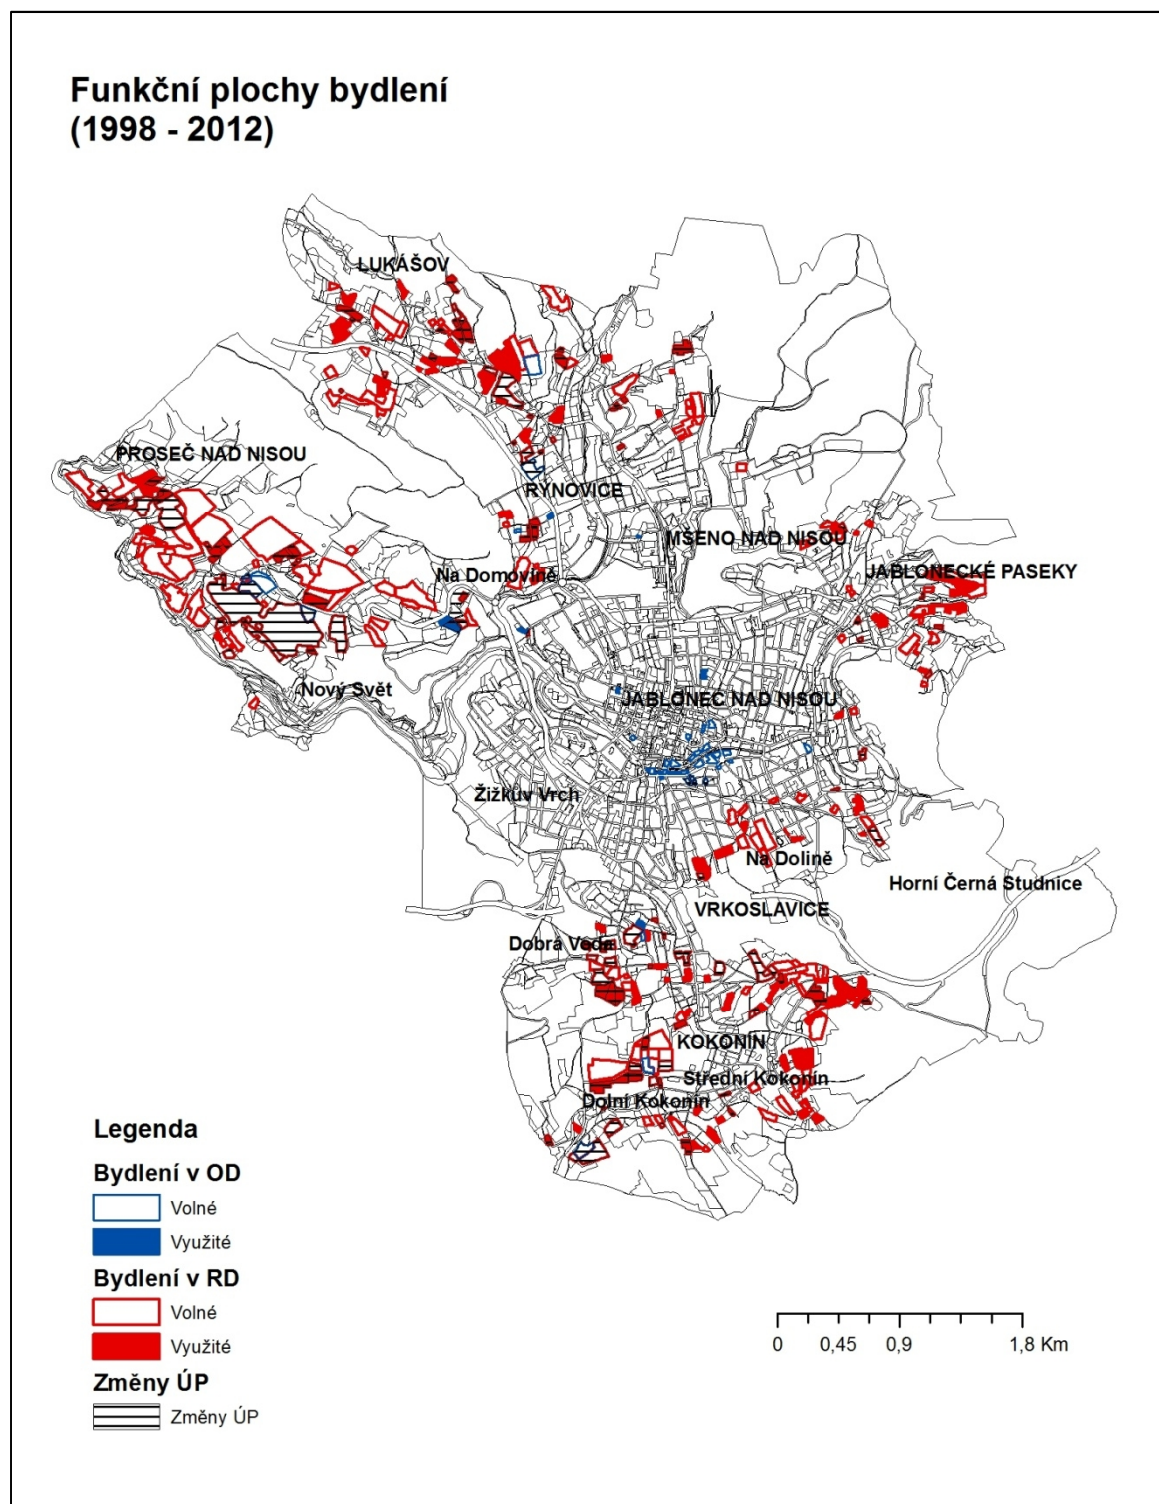 Funkční plochy bydlení
(1998 - 2012)
LUKÁŠOV
PROSEČ NAD NISOU
RÝNOVICE
MŠENO NAD NISOU
JABLONECKÉ PASEKY
Na Domovině
Nový Svět
JABLONEC NAD NISOU
Žižkův Vrch
Na Dolině
Horní Černá Studnice
VRKOSLAVICE
Dobrá Voda
KOKONÍN
Střední Kokonín
Dolní Kokonín
Legenda
Bydlení v OD
Volné
Využité
Bydlení v RD
Volné
Využité
Změny ÚP
Změny ÚP
0 0,45 0,9 1,8 Km